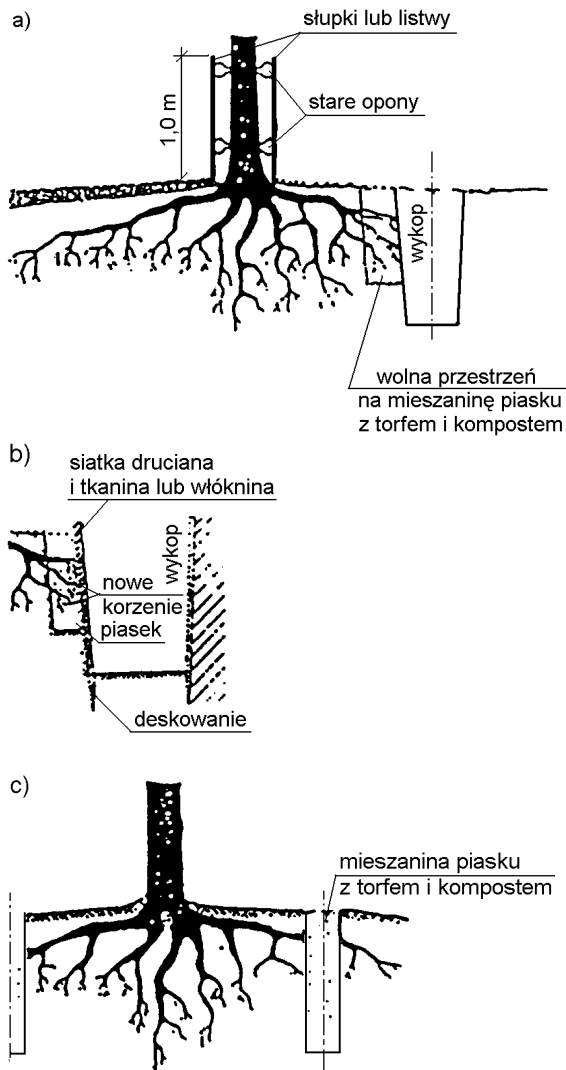 a)
słupki lub listwy
stare opony
1,0 m
wykop
wolna przestrzeń
na mieszaninę piasku
z torfem i kompostem
b)
siatka druciana
i tkanina lub włóknina
wykop
nowe
korzenie
piasek
deskowanie
c)
mieszanina piasku
z torfem i kompostem